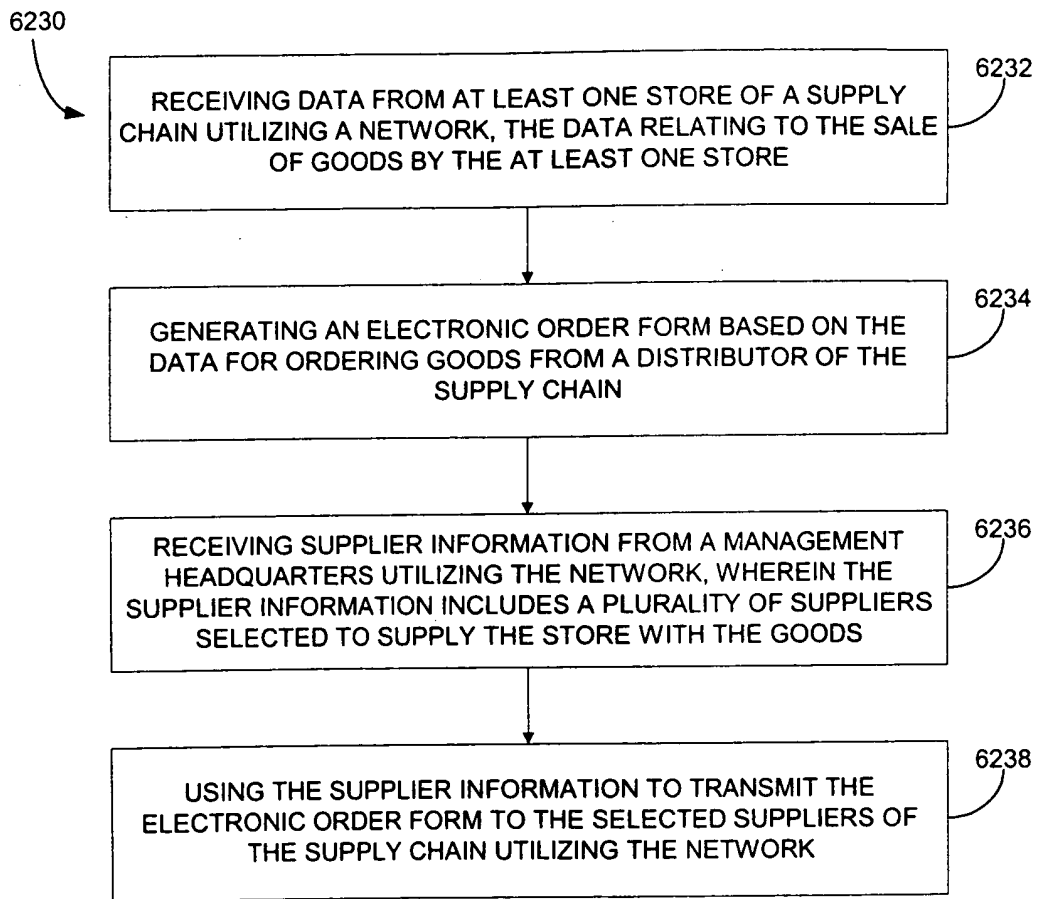 6230
6232
RECEIVING DATA FROM AT LEAST ONE STORE OF A SUPPLY
CHAIN UTILIZING A NETWORK, THE DATA RELATING TO THE SALE
OF GOODS BY THE AT LEAST ONE STORE
6234
GENERATING AN ELECTRONIC ORDER FORM BASED ON THE
DATA FOR ORDERING GOODS FROM A DISTRIBUTOR OF THE
SUPPLY CHAIN
6236
RECEIVING SUPPLIER INFORMATION FROM A MANAGEMENT
HEADQUARTERS UTILIZING THE NETWORK, WHEREIN THE
SUPPLIER INFORMATION INCLUDES A PLURALITY OF SUPPLIERS
SELECTED TO SUPPLY THE STORE WITH THE GOODS
6238
USING THE SUPPLIER INFORMATION TO TRANSMIT THE
ELECTRONIC ORDER FORM TO THE SELECTED SUPPLIERS OF
THE SUPPLY CHAIN UTILIZING THE NETWORK